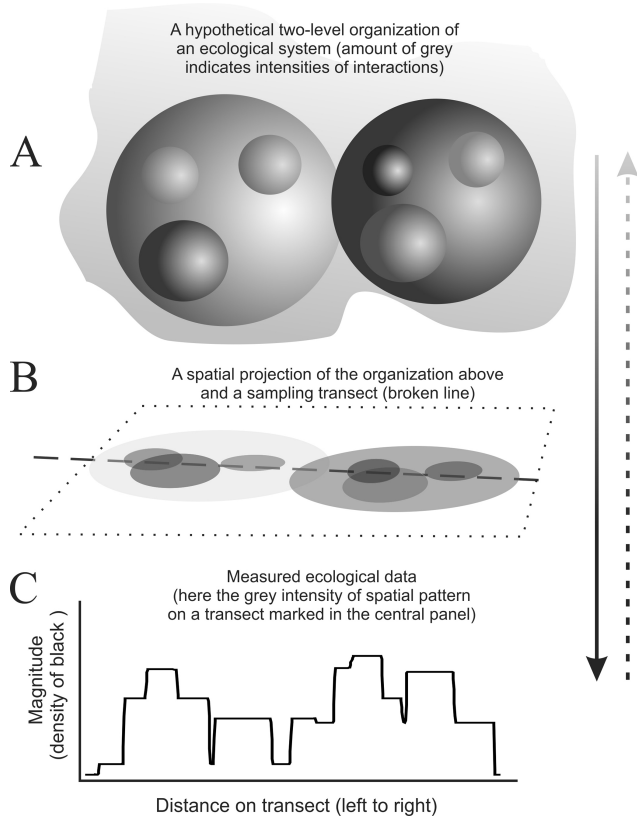 A hypothetical two-level organization of
an ecological system (amount of grey
indicates intensities of interactions)
A
B
A spatial projection of the organization above
and a sampling transect (broken line)
C
Measured ecological data
(here the grey intensity of spatial pattern
on a transect marked in the central panel)
Magnitude
(density of black )
Distance on transect (left to right)